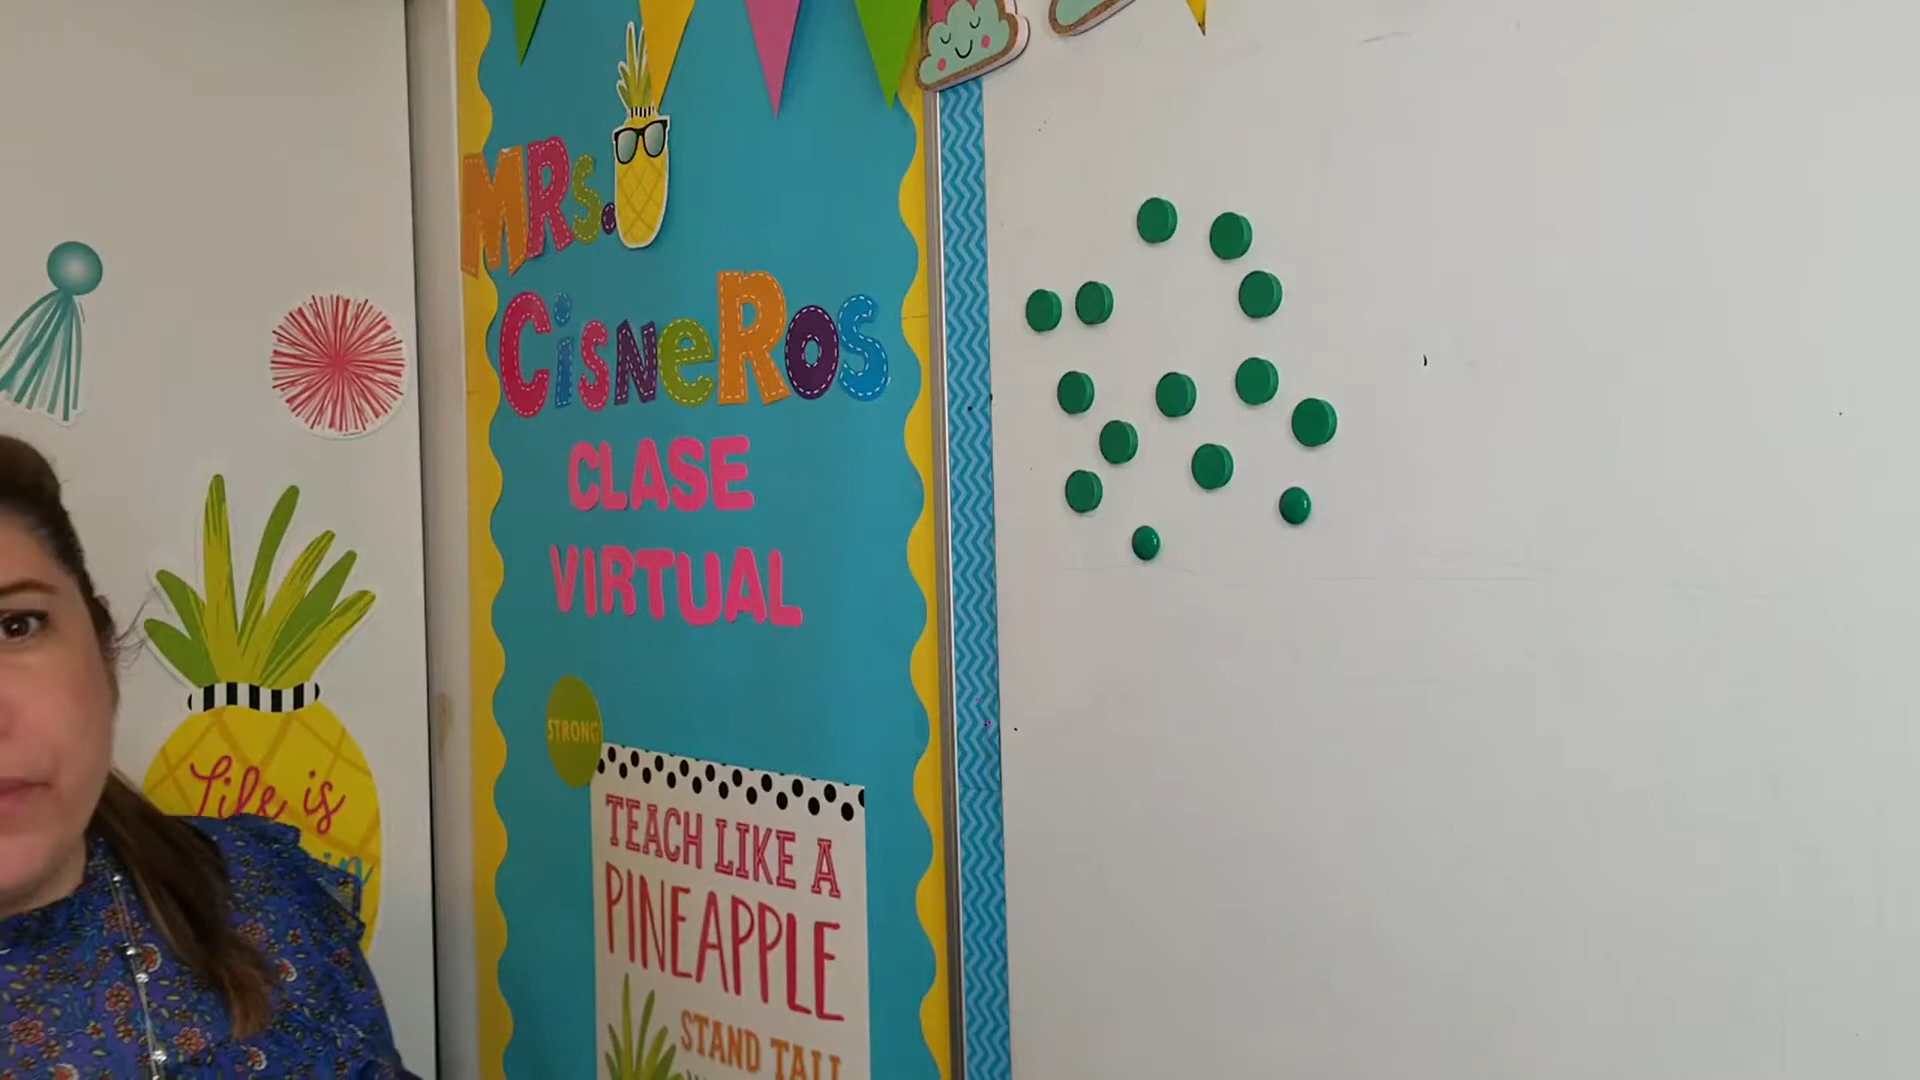 MRs.
CisneRos
CLASE
VIRTUAL
STRONG
TEACH LIKE A
PINEAPPLE
STAND TALL
Life is